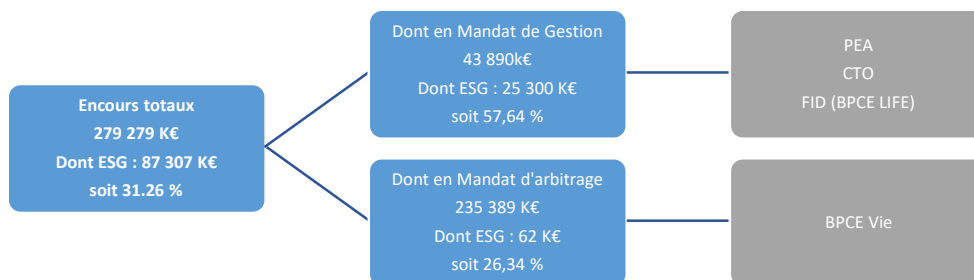 Encours totaux
279 279 K€
Dont ESG : 87 307 K€
soit 31.26 %
Dont en Mandat de Gestion
43 890k€
Dont ESG : 25 300 K€
soit 57,64 %
PEA
CTO
FID (BPCE LIFE)
Dont en Mandat d'arbitrage
235 389 K€
Dont ESG : 62 K€
soit 26,34 %
BPCE Vie